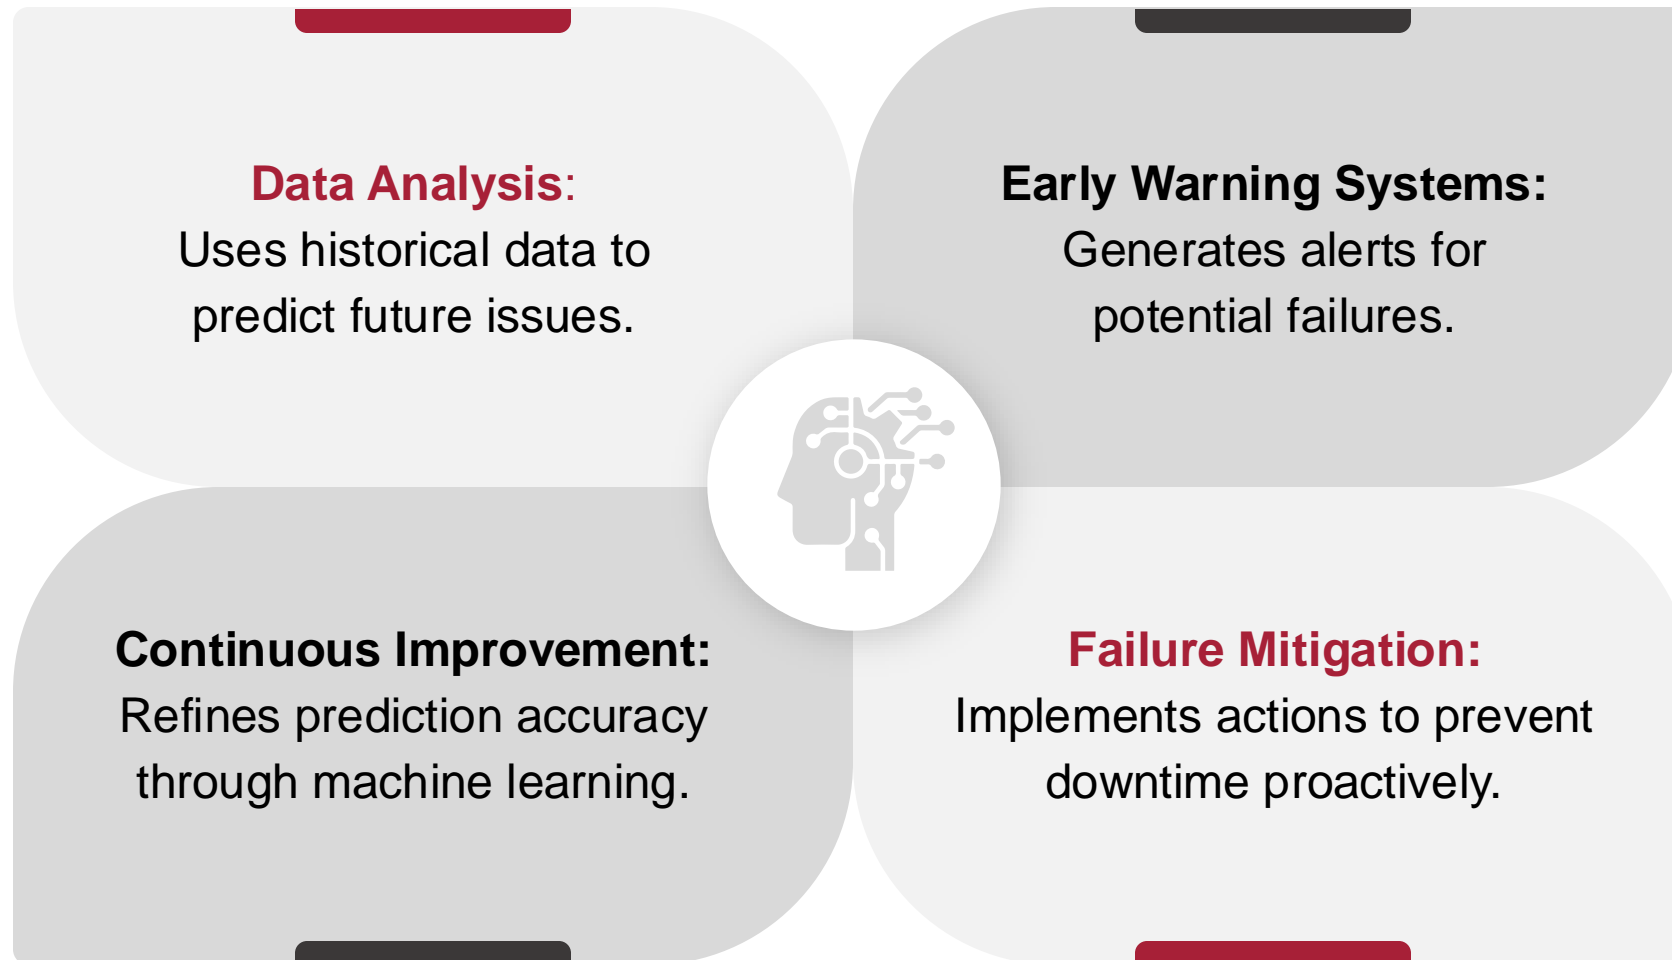 Data Analysis:
Uses historical data to
predict future issues.
Early Warning Systems:
Generates alerts for
potential failures.
Continuous Improvement:
Refines prediction accuracy
through machine learning.
Failure Mitigation:
Implements actions to prevent
downtime proactively.